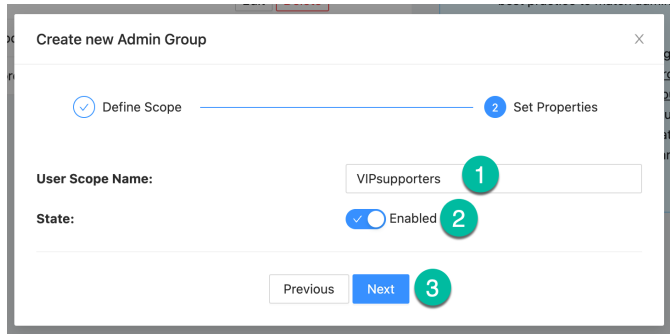 Create new Admin Group
Define Scope
2 Set Properties
User Scope Name: VIPsupporters 1
State: Enabled 2
Previous Next 3